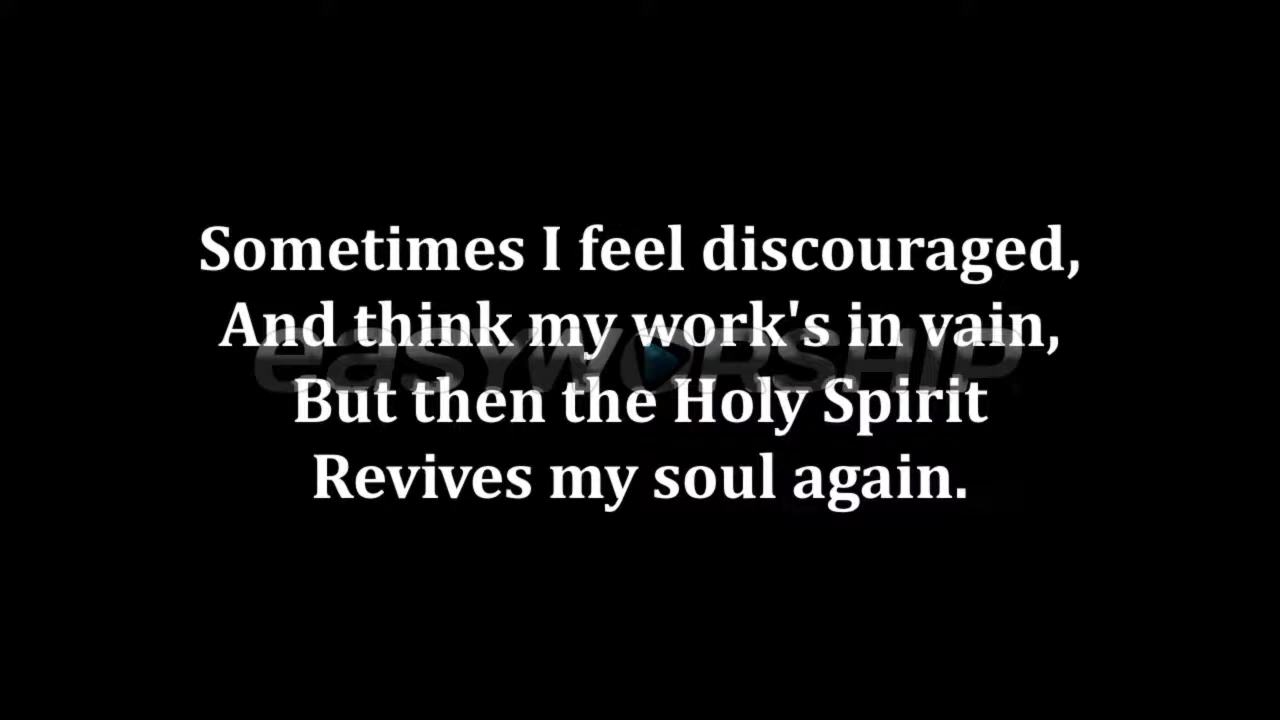 Sometimes I feel discouraged,
And think my work's in vain,
easyworship
But then the Holy Spirit
Revives my soul again.